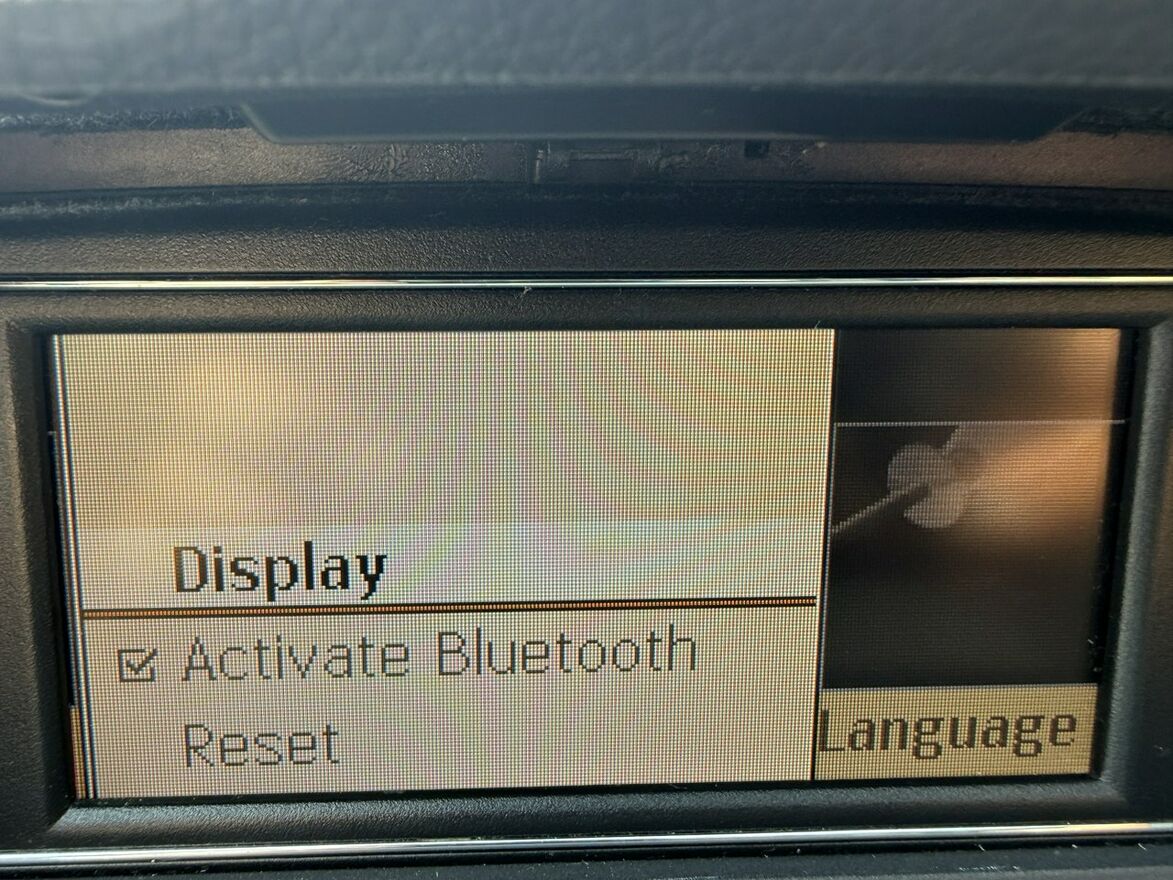 Display
Activate Bluetooth
Reset
Language